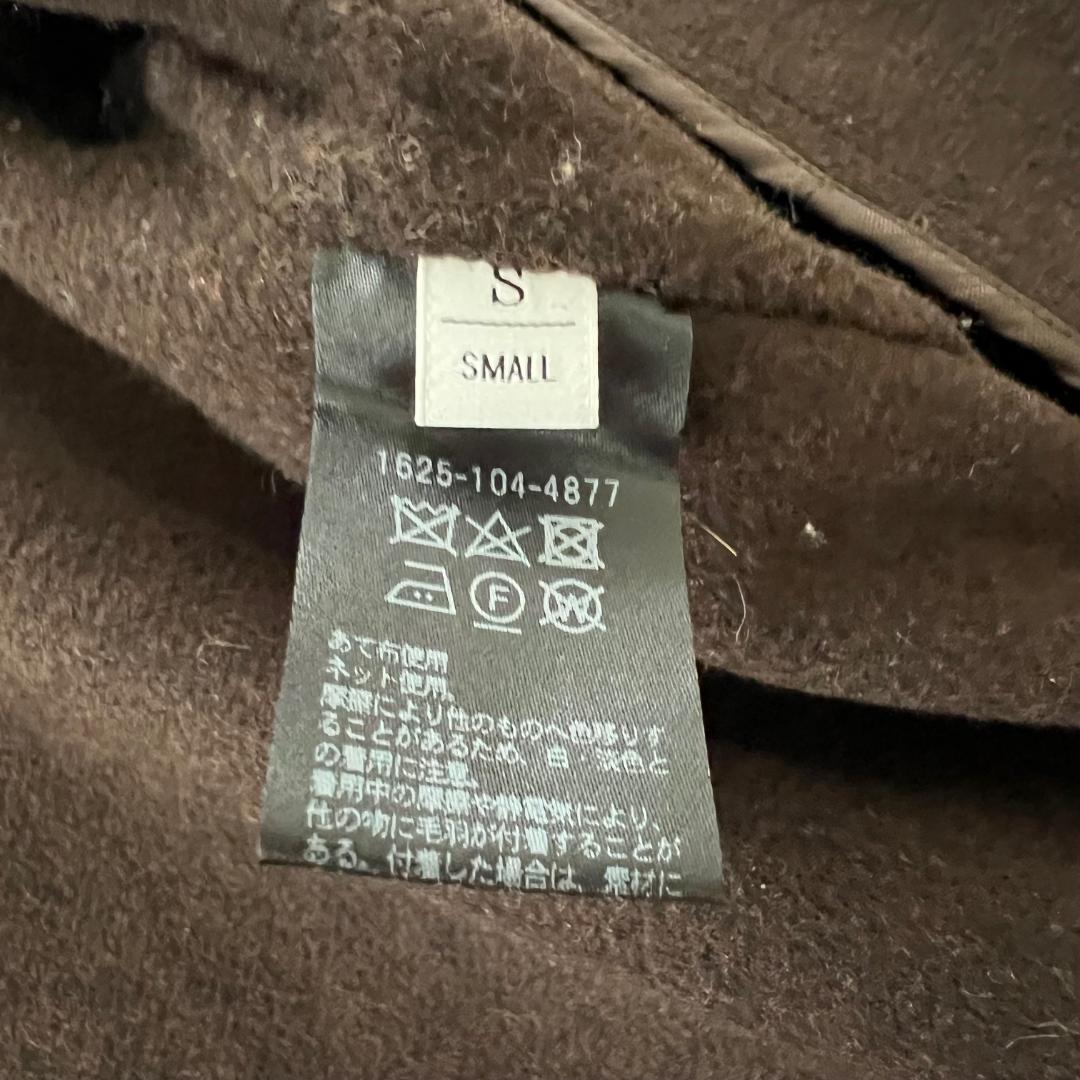 S
SMALL
1625-104-4877
F
W
あて布使用
ネット使用
摩擦により他のものへ色移りす
ることがあるため、白・淡色と
の着用に注意
着用中の摩擦や静電気により、
他の物に毛羽が付着することが
ある。付着した場合は、素材に